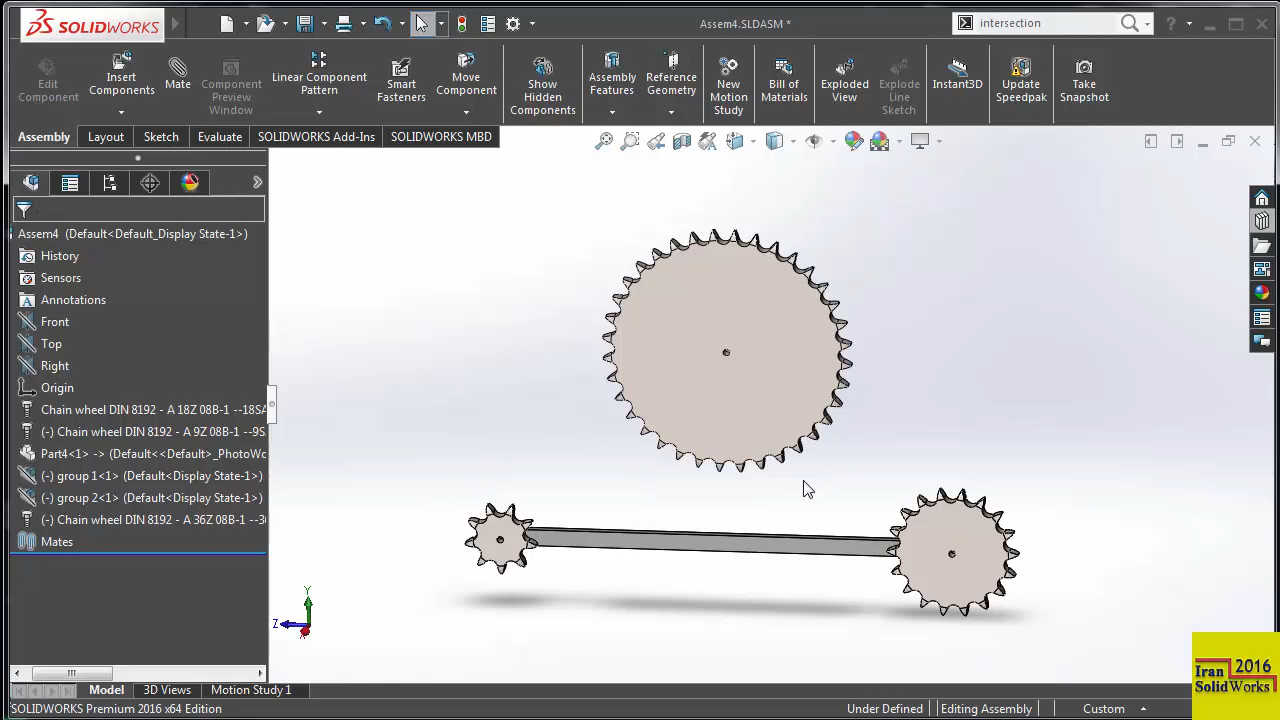 SOLIDWORKS
Assem4.SLDASM *
intersection
?
Edit Component
Insert Components
Mate
Component Preview Window
Linear Component Pattern
Smart Fasteners
Move Component
Show Hidden Components
Assembly Features
Reference Geometry
New Motion Study
Bill of Materials
Exploded View
Explode Line Sketch
Instant3D
Update Speedpak
Take Snapshot
Assembly
Layout
Sketch
Evaluate
SOLIDWORKS Add-Ins
SOLIDWORKS MBD
Assem4 (Default<Default_Display State-1>)
History
Sensors
Annotations
Front
Top
Right
Origin
Chain wheel DIN 8192 - A 18Z 08B-1 --18SA
(-) Chain wheel DIN 8192 - A 9Z 08B-1 --9S
Part4<1> -> (Default<<Default>_PhotoWo
(-) group 1<1> (Default<Display State-1>)
(-) group 2<1> (Default<Display State-1>)
(-) Chain wheel DIN 8192 - A 36Z 08B-1 --3
Mates
Y
Z
Model
3D Views
Motion Study 1
SOLIDWORKS Premium 2016 x64 Edition
Under Defined
Editing Assembly
Custom
Iran 2016
SolidWorks